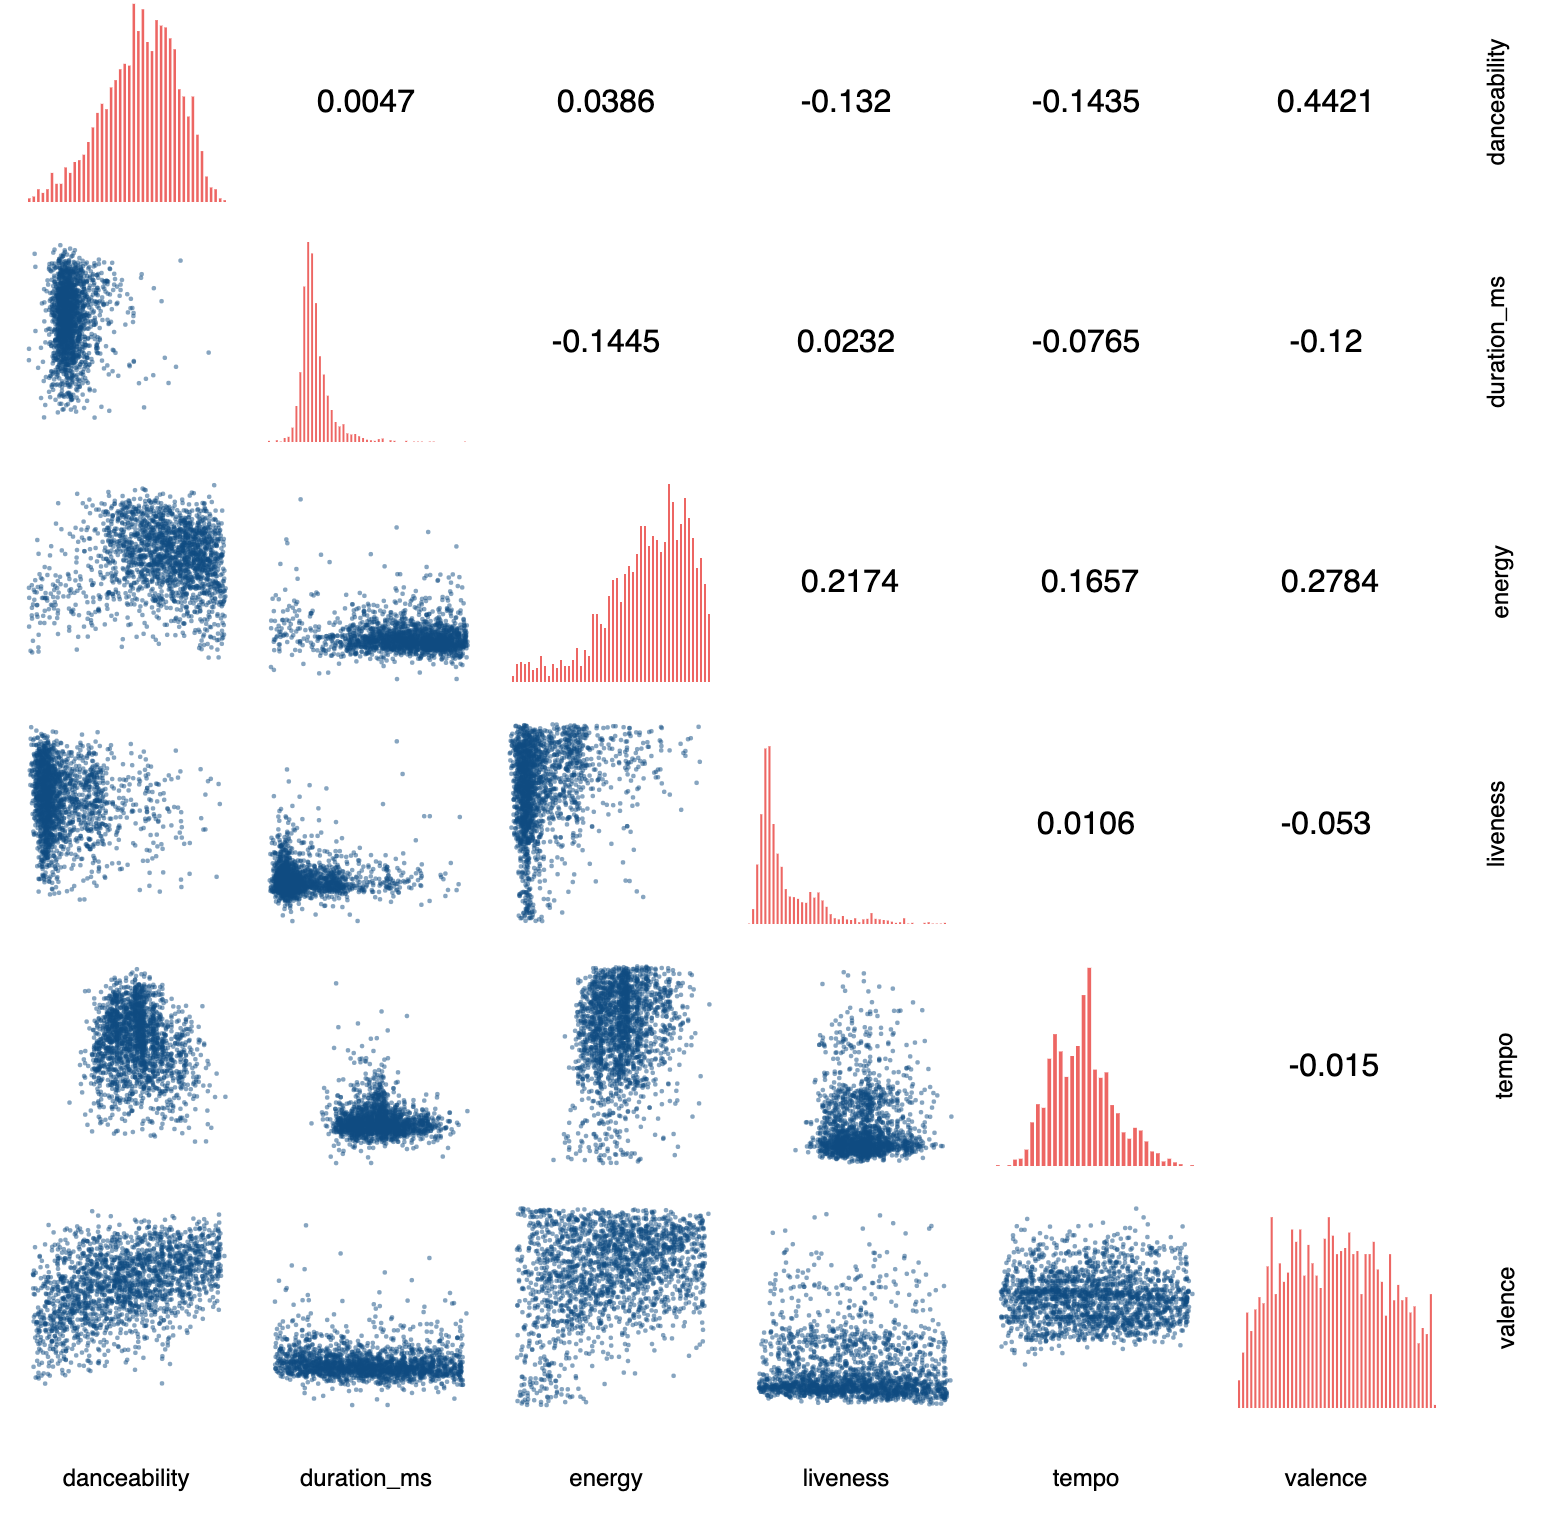 0.0047 0.0386 -0.132 -0.1435 0.4421 danceability
-0.1445 0.0232 -0.0765 -0.12 duration_ms
0.2174 0.1657 0.2784 energy
0.0106 -0.053 liveness
-0.015 tempo
valence
danceability duration_ms energy liveness tempo valence